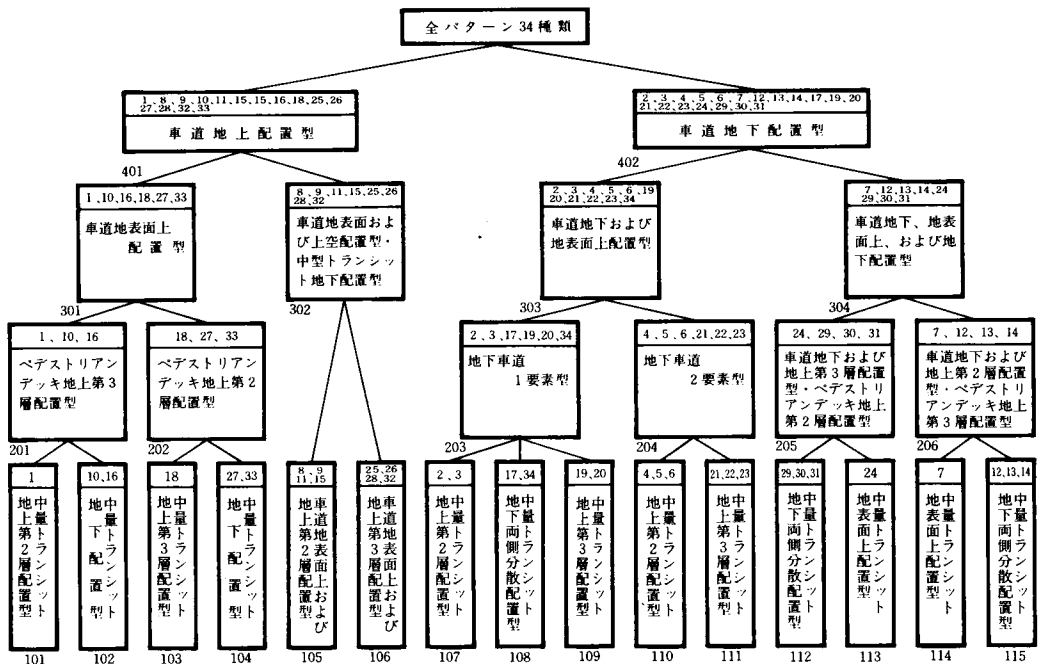 全パターン34種類
1、8、9、10、11、15、15、16、18、25、26
27、28、32、33
車道地上配置型
2、3、4、5、6、7、12、13、14、17、19、20
21、22、23、24、29、30、31
車道地下配置型
401
402
1、10、16、18、27、33
車道地表面上
配置型
8、9、11、15、25、26
28、32
車道地表面およ
び上空配置型・
中型トランシッ
ト地下配置型
2、3、4、5、6、19
20、21、22、23、34
車道地下および
地表面上配置型
7、12、13、14、24
29、30、31
車道地下、地表
面上、および地
下配置型
301
302
303
304
1、10、16
ペデストリアン
デッキ地上第3
層配置型
18、27、33
ペデストリアン
デッキ地上第2
層配置型
2、3、17、19、20、34
地下車道
1要素型
4、5、6、21、22、23
地下車道
2要素型
24、29、30、31
車道地下および
地上第3層配置
型・ペデストリ
アンデッキ地上
第2層配置型
7、12、13、14
車道地下および
地上第2層配置
型・ペデストリ
アンデッキ地上
第3層配置型
201
202
203
204
205
206
1
中量トランシット
地上第2層配置型
10、16
中量トランシット
地下配置型
18
中量トランシット
地上第3層配置型
27、33
中量トランシット
地下配置型
8、9
11、15
車道地表面上および
地上第2層配置型
25、26
28、32
車道地表面上および
地上第3層配置型
2、3
中量トランシット
地上第2層配置型
17、34
中量トランシット
地下両側分散配置型
19、20
中量トランシット
地上第3層配置型
4、5、6
中量トランシット
地上第2層配置型
21、22、23
中量トランシット
地上第3層配置型
29、30、31
中量トランシット
地下両側分散配置型
24
中量トランシット
地表面上配置型
7
中量トランシット
地表面上配置型
12、13、14
中量トランシット
地下両側分散配置型
101
102
103
104
105
106
107
108
109
110
111
112
113
114
115